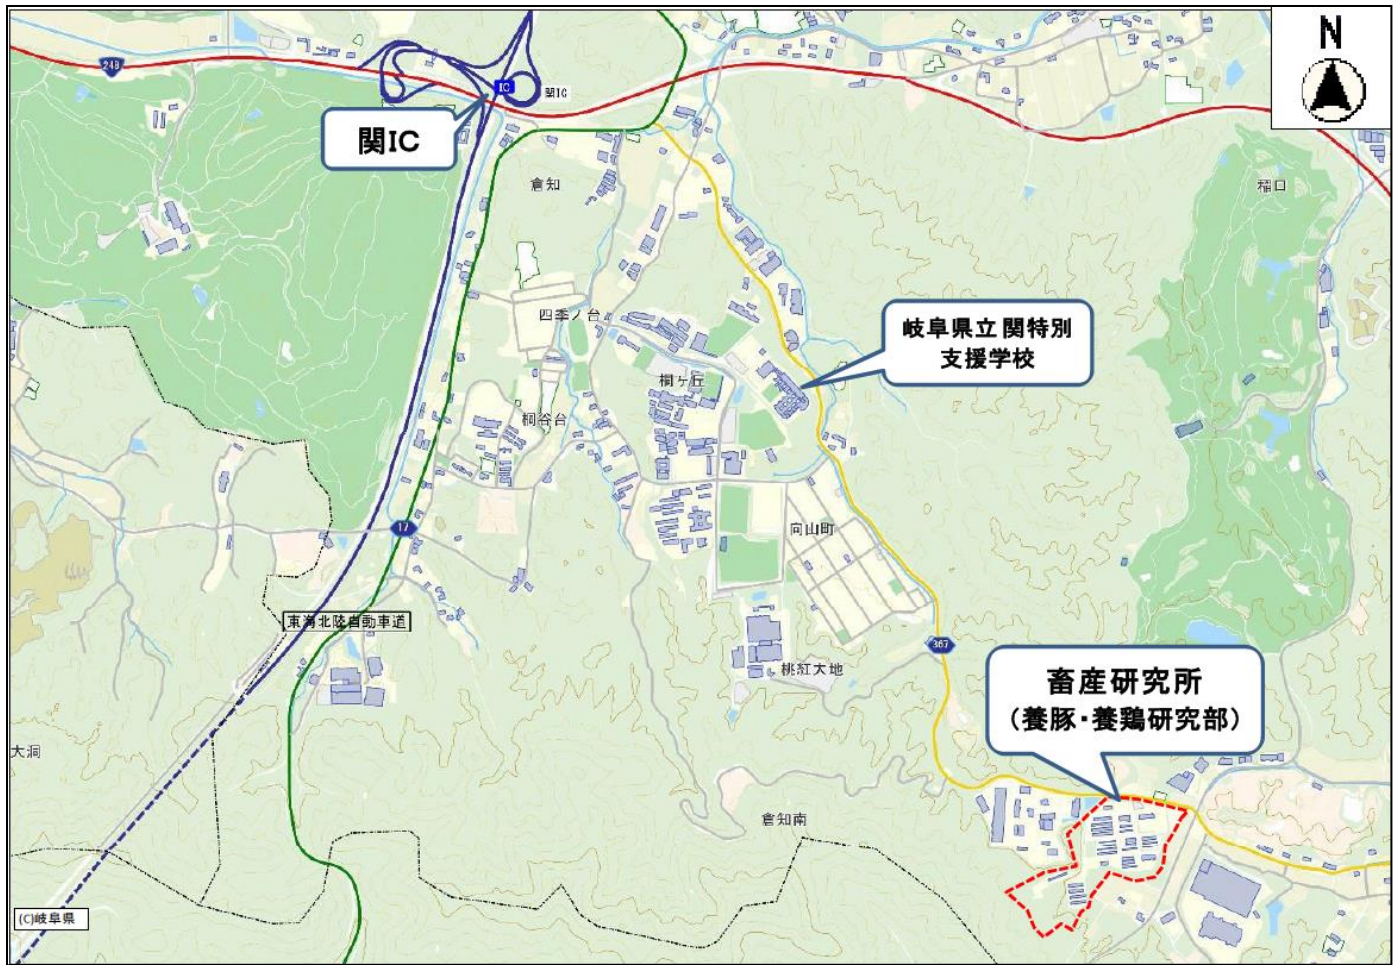 N
248
IC
関IC
関IC
倉知
稲口
四季ノ台
岐阜県立関特別
支援学校
桐ヶ丘
桐谷台
17
向山町
東海北陸自動車道
367
桃紅大地
畜産研究所
(養豚・養鶏研究部)
大洞
倉知南
(C)岐阜県